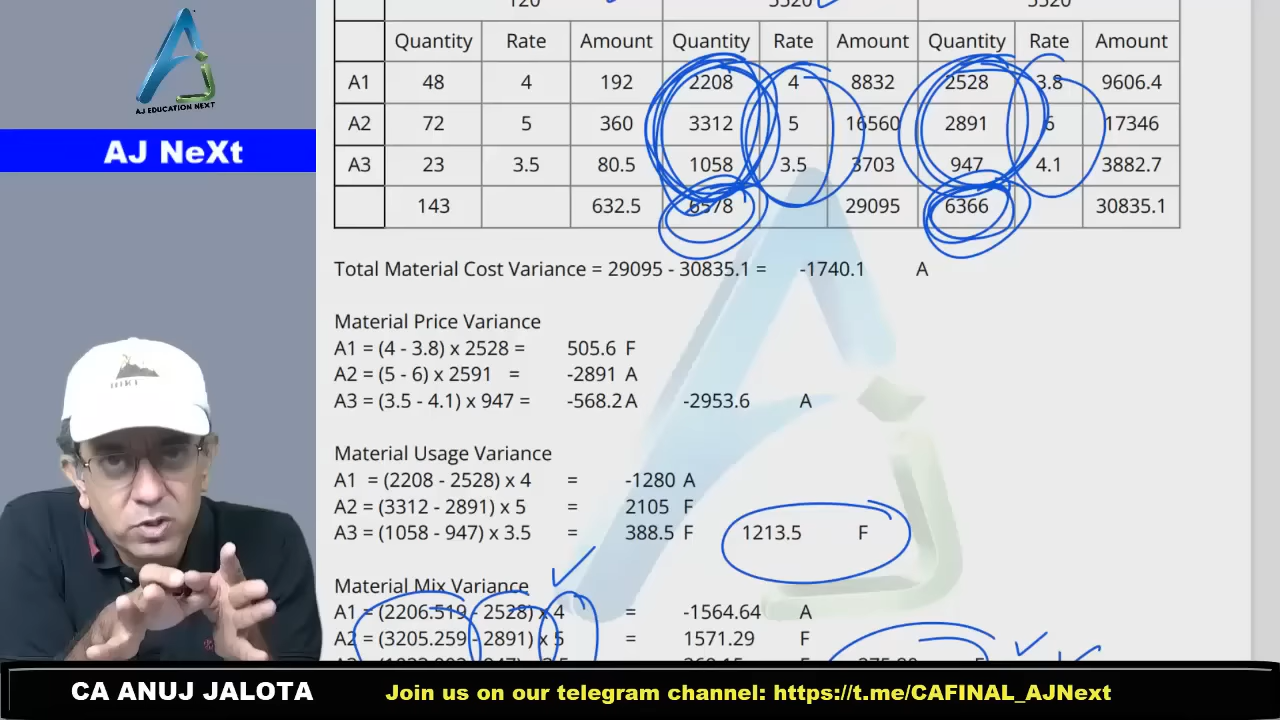 120 5520 5520
Quantity Rate Amount Quantity Rate Amount Quantity Rate Amount
A1 48 4 192 2208 4 8832 2528 3.8 9606.4
A2 72 5 360 3312 5 16560 2891 6 17346
A3 23 3.5 80.5 1058 3.5 3703 947 4.1 3882.7
143 632.5 6578 29095 6366 30835.1
AJ EDUCATION NEXT
AJ NeXt
Total Material Cost Variance = 29095 - 30835.1 = -1740.1 A
Material Price Variance
A1 = (4 - 3.8) x 2528 = 505.6 F
A2 = (5 - 6) x 2591 = -2891 A
A3 = (3.5 - 4.1) x 947 = -568.2 A -2953.6 A
Material Usage Variance
A1 = (2208 - 2528) x 4 = -1280 A
A2 = (3312 - 2891) x 5 = 2105 F
A3 = (1058 - 947) x 3.5 = 388.5 F 1213.5 F
Material Mix Variance
A1 = (2206.519 - 2528) x 4 = -1564.64 A
A2 = (3205.259 - 2891) x 5 = 1571.29 F
CA ANUJ JALOTA
Join us on our telegram channel: https://t.me/CAFINAL_AJNext